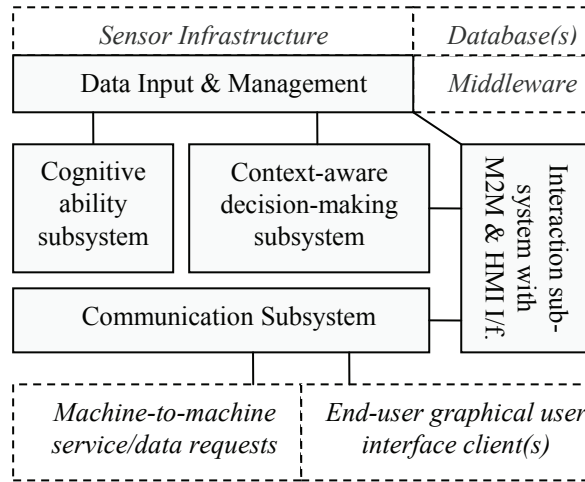 Sensor Infrastructure
Database(s)
Data Input & Management
Middleware
Cognitive
ability
subsystem
Context-aware
decision-making
subsystem
Interaction sub-
system with
M2M & HMI I/f.
Communication Subsystem
Machine-to-machine
service/data requests
End-user graphical user
interface client(s)